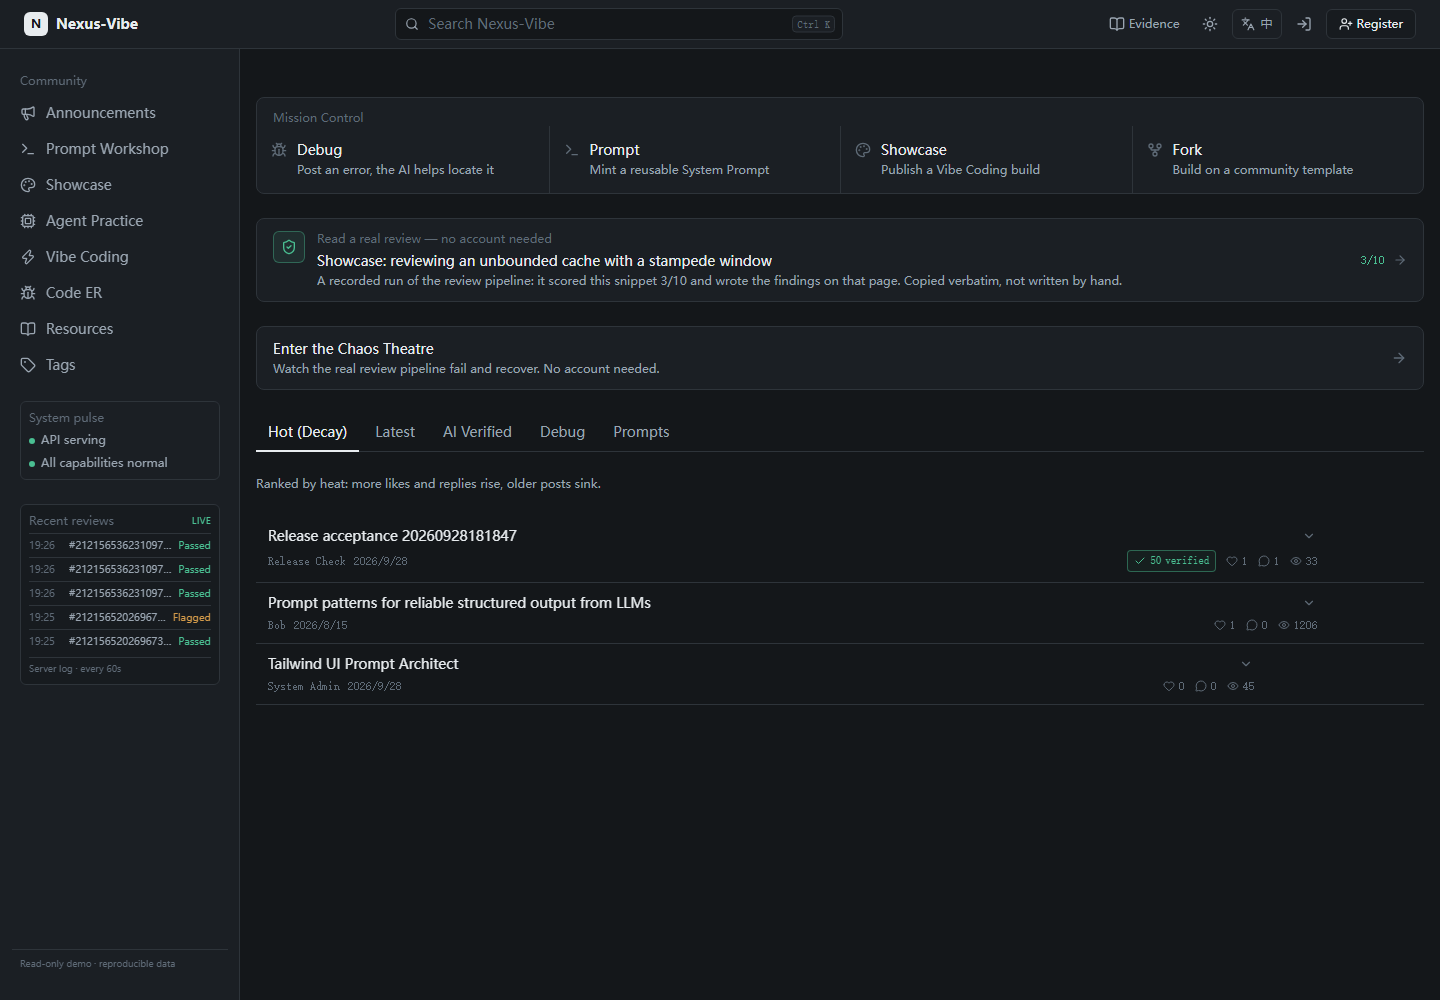 N Nexus-Vibe
Search Nexus-Vibe
Ctrl K
Evidence
中
Register
Community
Announcements
Prompt Workshop
Showcase
Agent Practice
Vibe Coding
Code ER
Resources
Tags
System pulse
API serving
All capabilities normal
Recent reviews LIVE
19:26 #212156536231097... Passed
19:26 #212156536231097... Passed
19:26 #212156536231097... Passed
19:25 #21215652026967... Flagged
19:25 #212156520269673... Passed
Server log · every 60s
Read-only demo · reproducible data
Mission Control
Debug
Post an error, the AI helps locate it
Prompt
Mint a reusable System Prompt
Showcase
Publish a Vibe Coding build
Fork
Build on a community template
Read a real review — no account needed
Showcase: reviewing an unbounded cache with a stampede window
A recorded run of the review pipeline: it scored this snippet 3/10 and wrote the findings on that page. Copied verbatim, not written by hand.
3/10
Enter the Chaos Theatre
Watch the real review pipeline fail and recover. No account needed.
Hot (Decay) Latest AI Verified Debug Prompts
Ranked by heat: more likes and replies rise, older posts sink.
Release acceptance 20260928181847
Release Check 2026/9/28 50 verified 1 1 33
Prompt patterns for reliable structured output from LLMs
Bob 2026/8/15 1 0 1206
Tailwind UI Prompt Architect
System Admin 2026/9/28 0 0 45